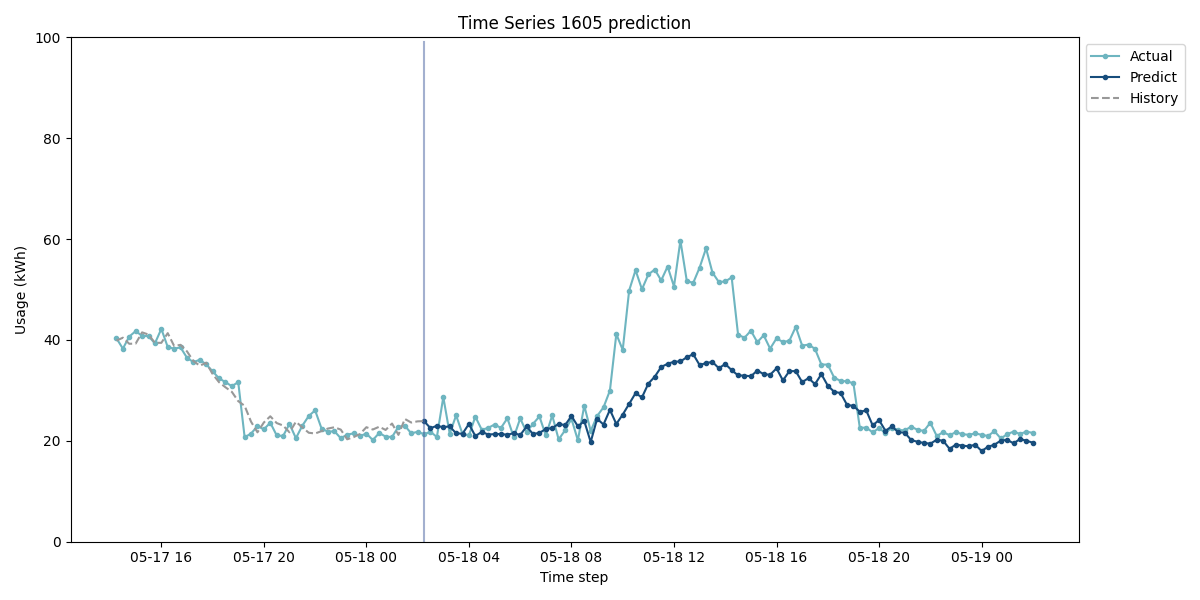 Time Series 1605 prediction
Actual
Predict
History
Usage (kWh)
100
80
60
40
20
0
05-17 16
05-17 20
05-18 00
05-18 04
05-18 08
05-18 12
05-18 16
05-18 20
05-19 00
Time step